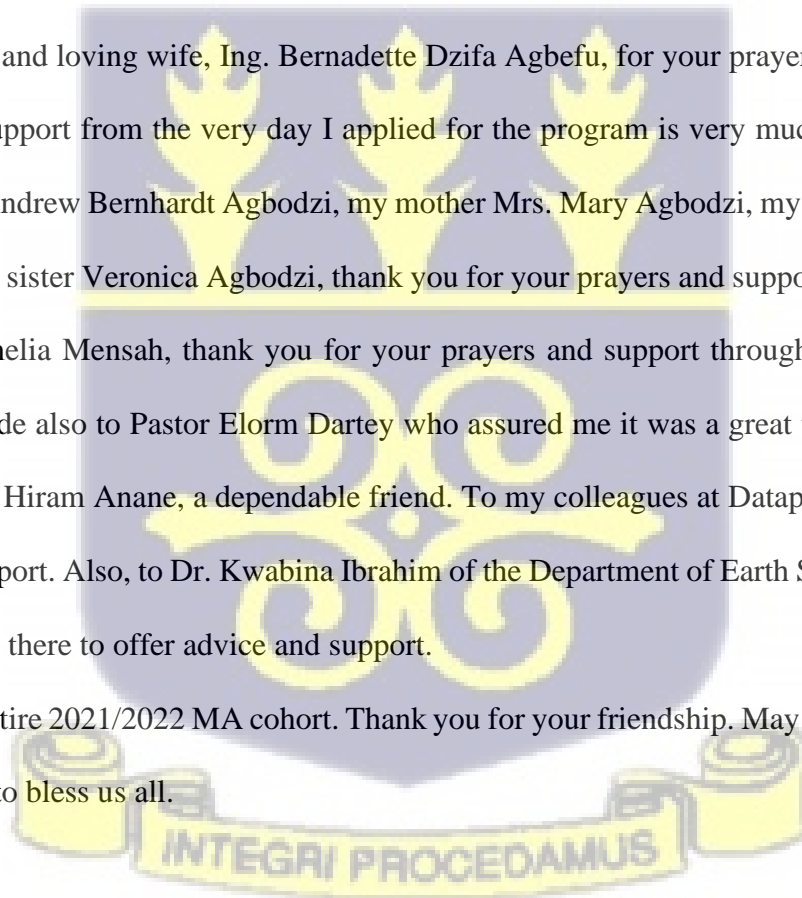 and loving wife, Ing. Bernadette Dzifa Agbefu, for your prayer
upport from the very day I applied for the program is very muc
ndrew Bernhardt Agbodzi, my mother Mrs. Mary Agbodzi, my
sister Veronica Agbodzi, thank you for your prayers and suppo
nelia Mensah, thank you for your prayers and support through
de also to Pastor Elorm Dartey who assured me it was a great
Hiram Anane, a dependable friend. To my colleagues at Datap
port. Also, to Dr. Kwabina Ibrahim of the Department of Earth S
there to offer advice and support.
tire 2021/2022 MA cohort. Thank you for your friendship. May
to bless us all.
INTEGRI PROCEDAMUS